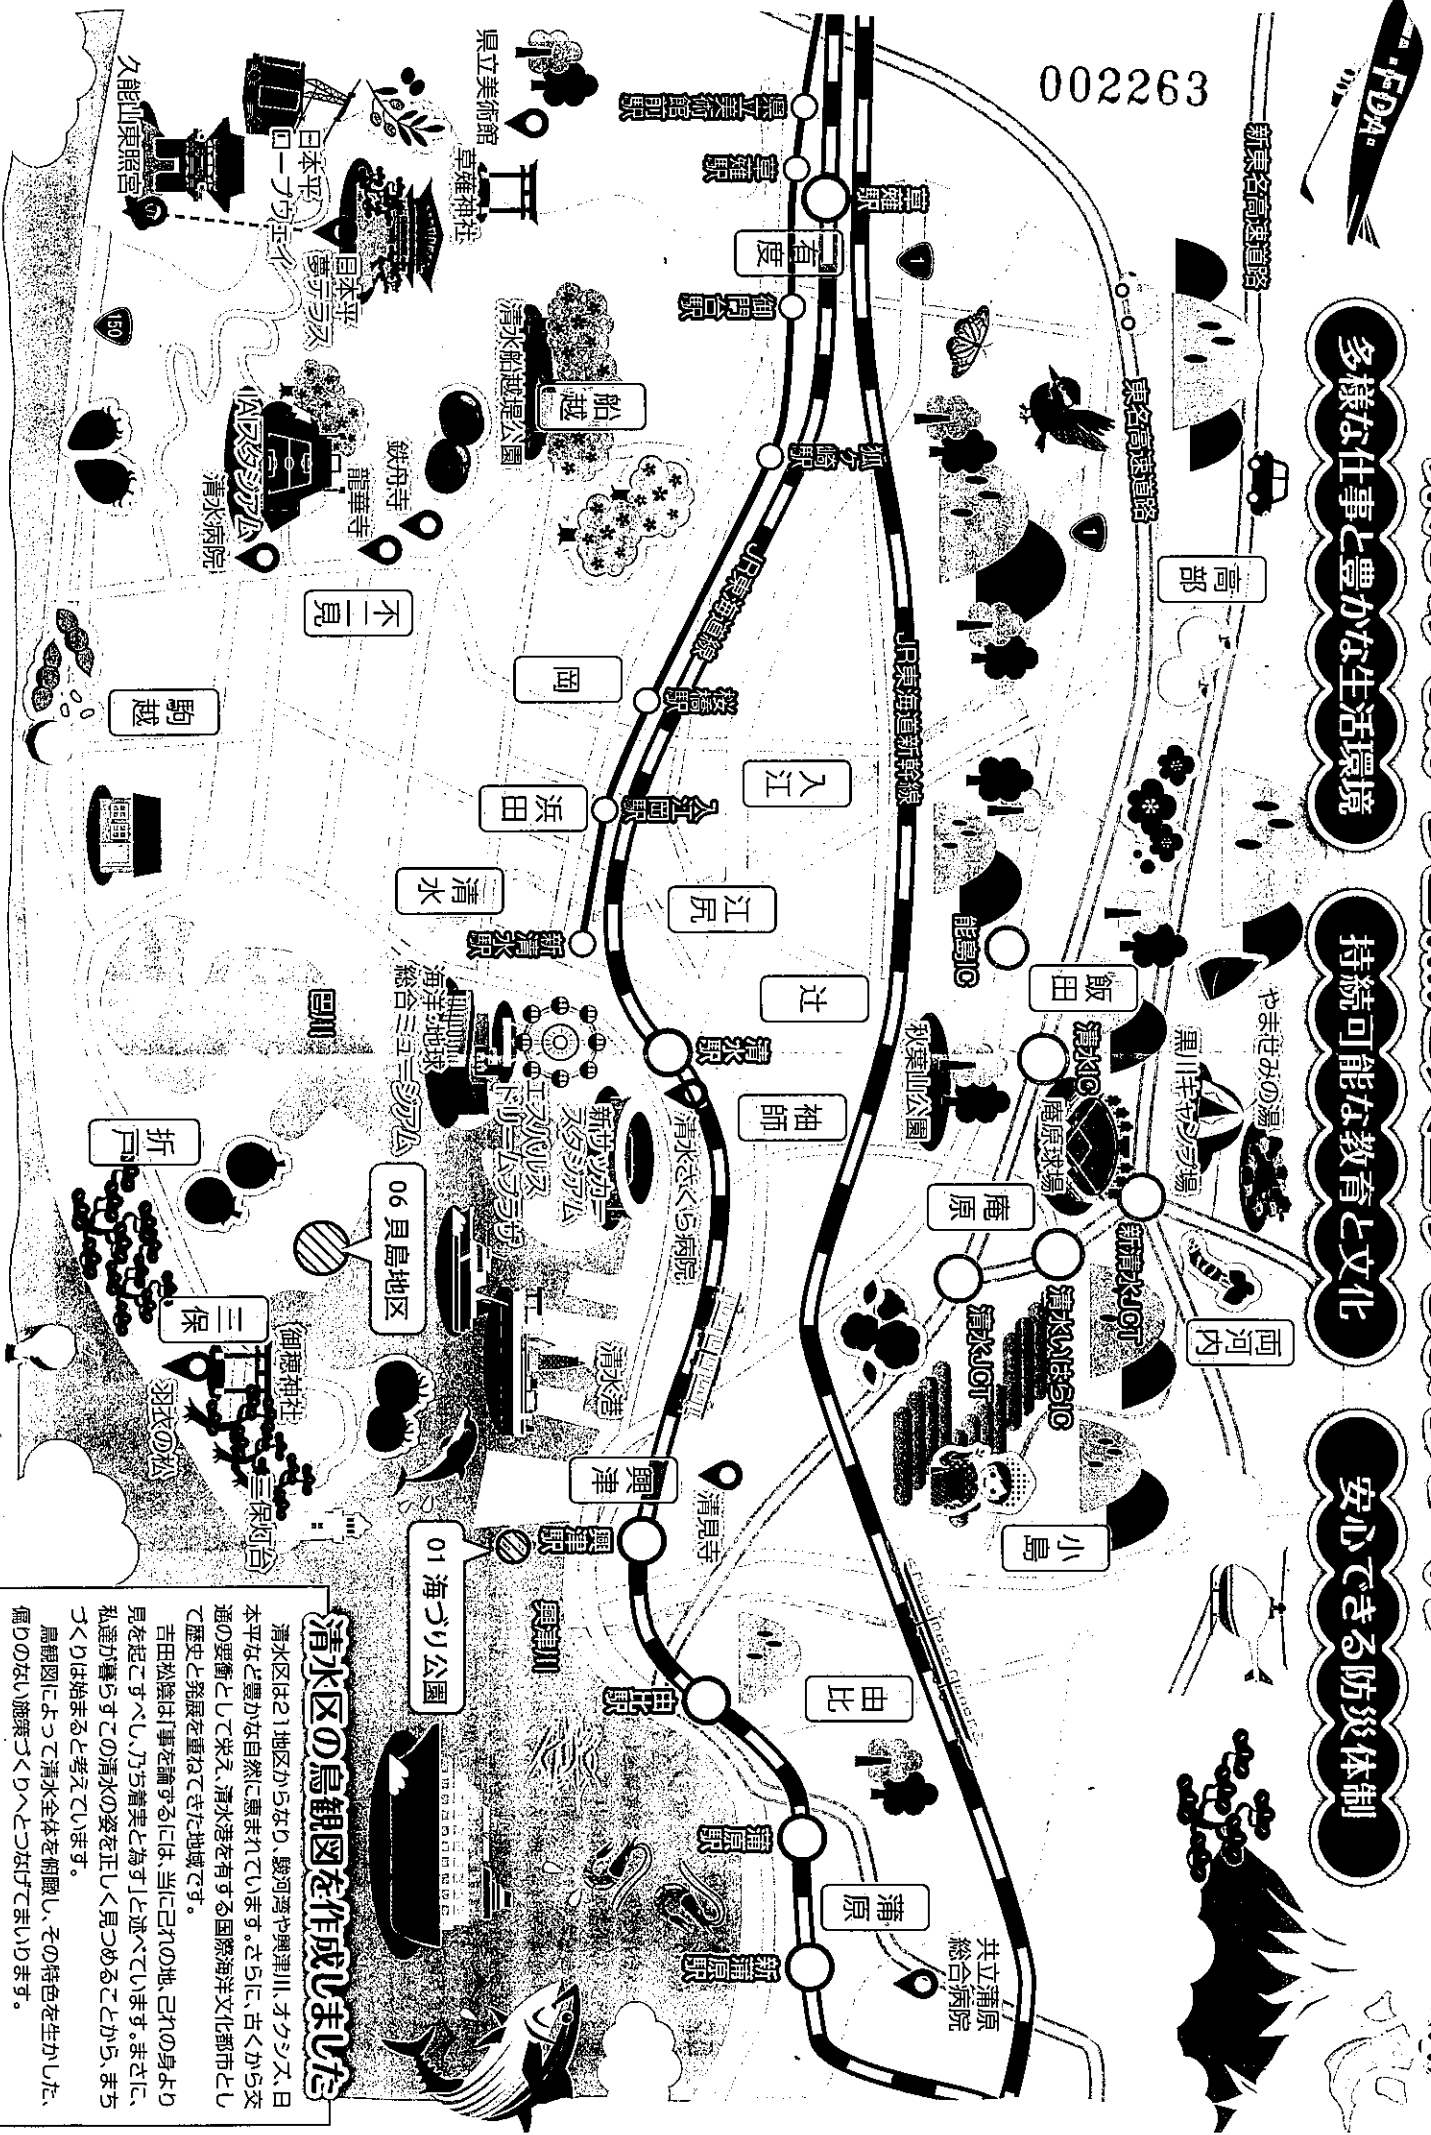 多様な仕事と豊かな生活環境
持続可能な教育と文化
安心できる防災体制
002263
FDA
新東名高速道路
東名高速道路
高部
1
1
県立美術館
県立美術館前駅
草薙駅
草薙駅
草薙神社
有度
御門台駅
久能山東照宮
日本平
ロープウェイ
日本平
夢テラス
150
清水船越堤公園
船越
狐ヶ崎駅
鉄舟寺
龍華寺
IAIスタジアム
清水病院
不二見
駒越
岡
JR東海道線
JR東海道新幹線
桜橋駅
入江
入江岡駅
浜田
清水
江尻
新清水駅
辻
能島IC
飯田
清水IC
秋葉山公園
庵原球場
黒川キャンプ場
やませみの湯
清水駅
袖師
清水さくら病院
新サッカー
スタジアム
エスパルス
ドリームプラザ
海洋・地球
総合ミュージアム
巴川
折戸
06 貝島地区
三保
御穂神社
羽衣の松
三保灯台
清水港
庵原
新清水JCT
清水いはらIC
清水JCT
両河内
小島
清見寺
興津
興津駅
01 海づり公園
興津川
由比
由比駅
蒲原駅
蒲原
新蒲原駅
共立蒲原
総合病院
清水区の鳥観図を作成しました
清水区は21地区からなり、駿河湾や興津川、オクシズ、日
本平など豊かな自然に恵まれています。さらに、古くから交
通の要衝として栄え、清水港を有する国際海洋文化都市とし
て歴史と発展を重ねてきた地域です。
吉田松陰は「事を論ずるには、当に己れの地、己れの身より
見を起こすべし、乃ち着実と為す」と述べています。まさに、
私達が暮らすこの清水の姿を正しく見つめることから、まち
づくりは始まると考えています。
鳥観図によって清水全体を俯瞰し、その特色を生かした、
偏りのない施策づくりへとつなげてまいります。